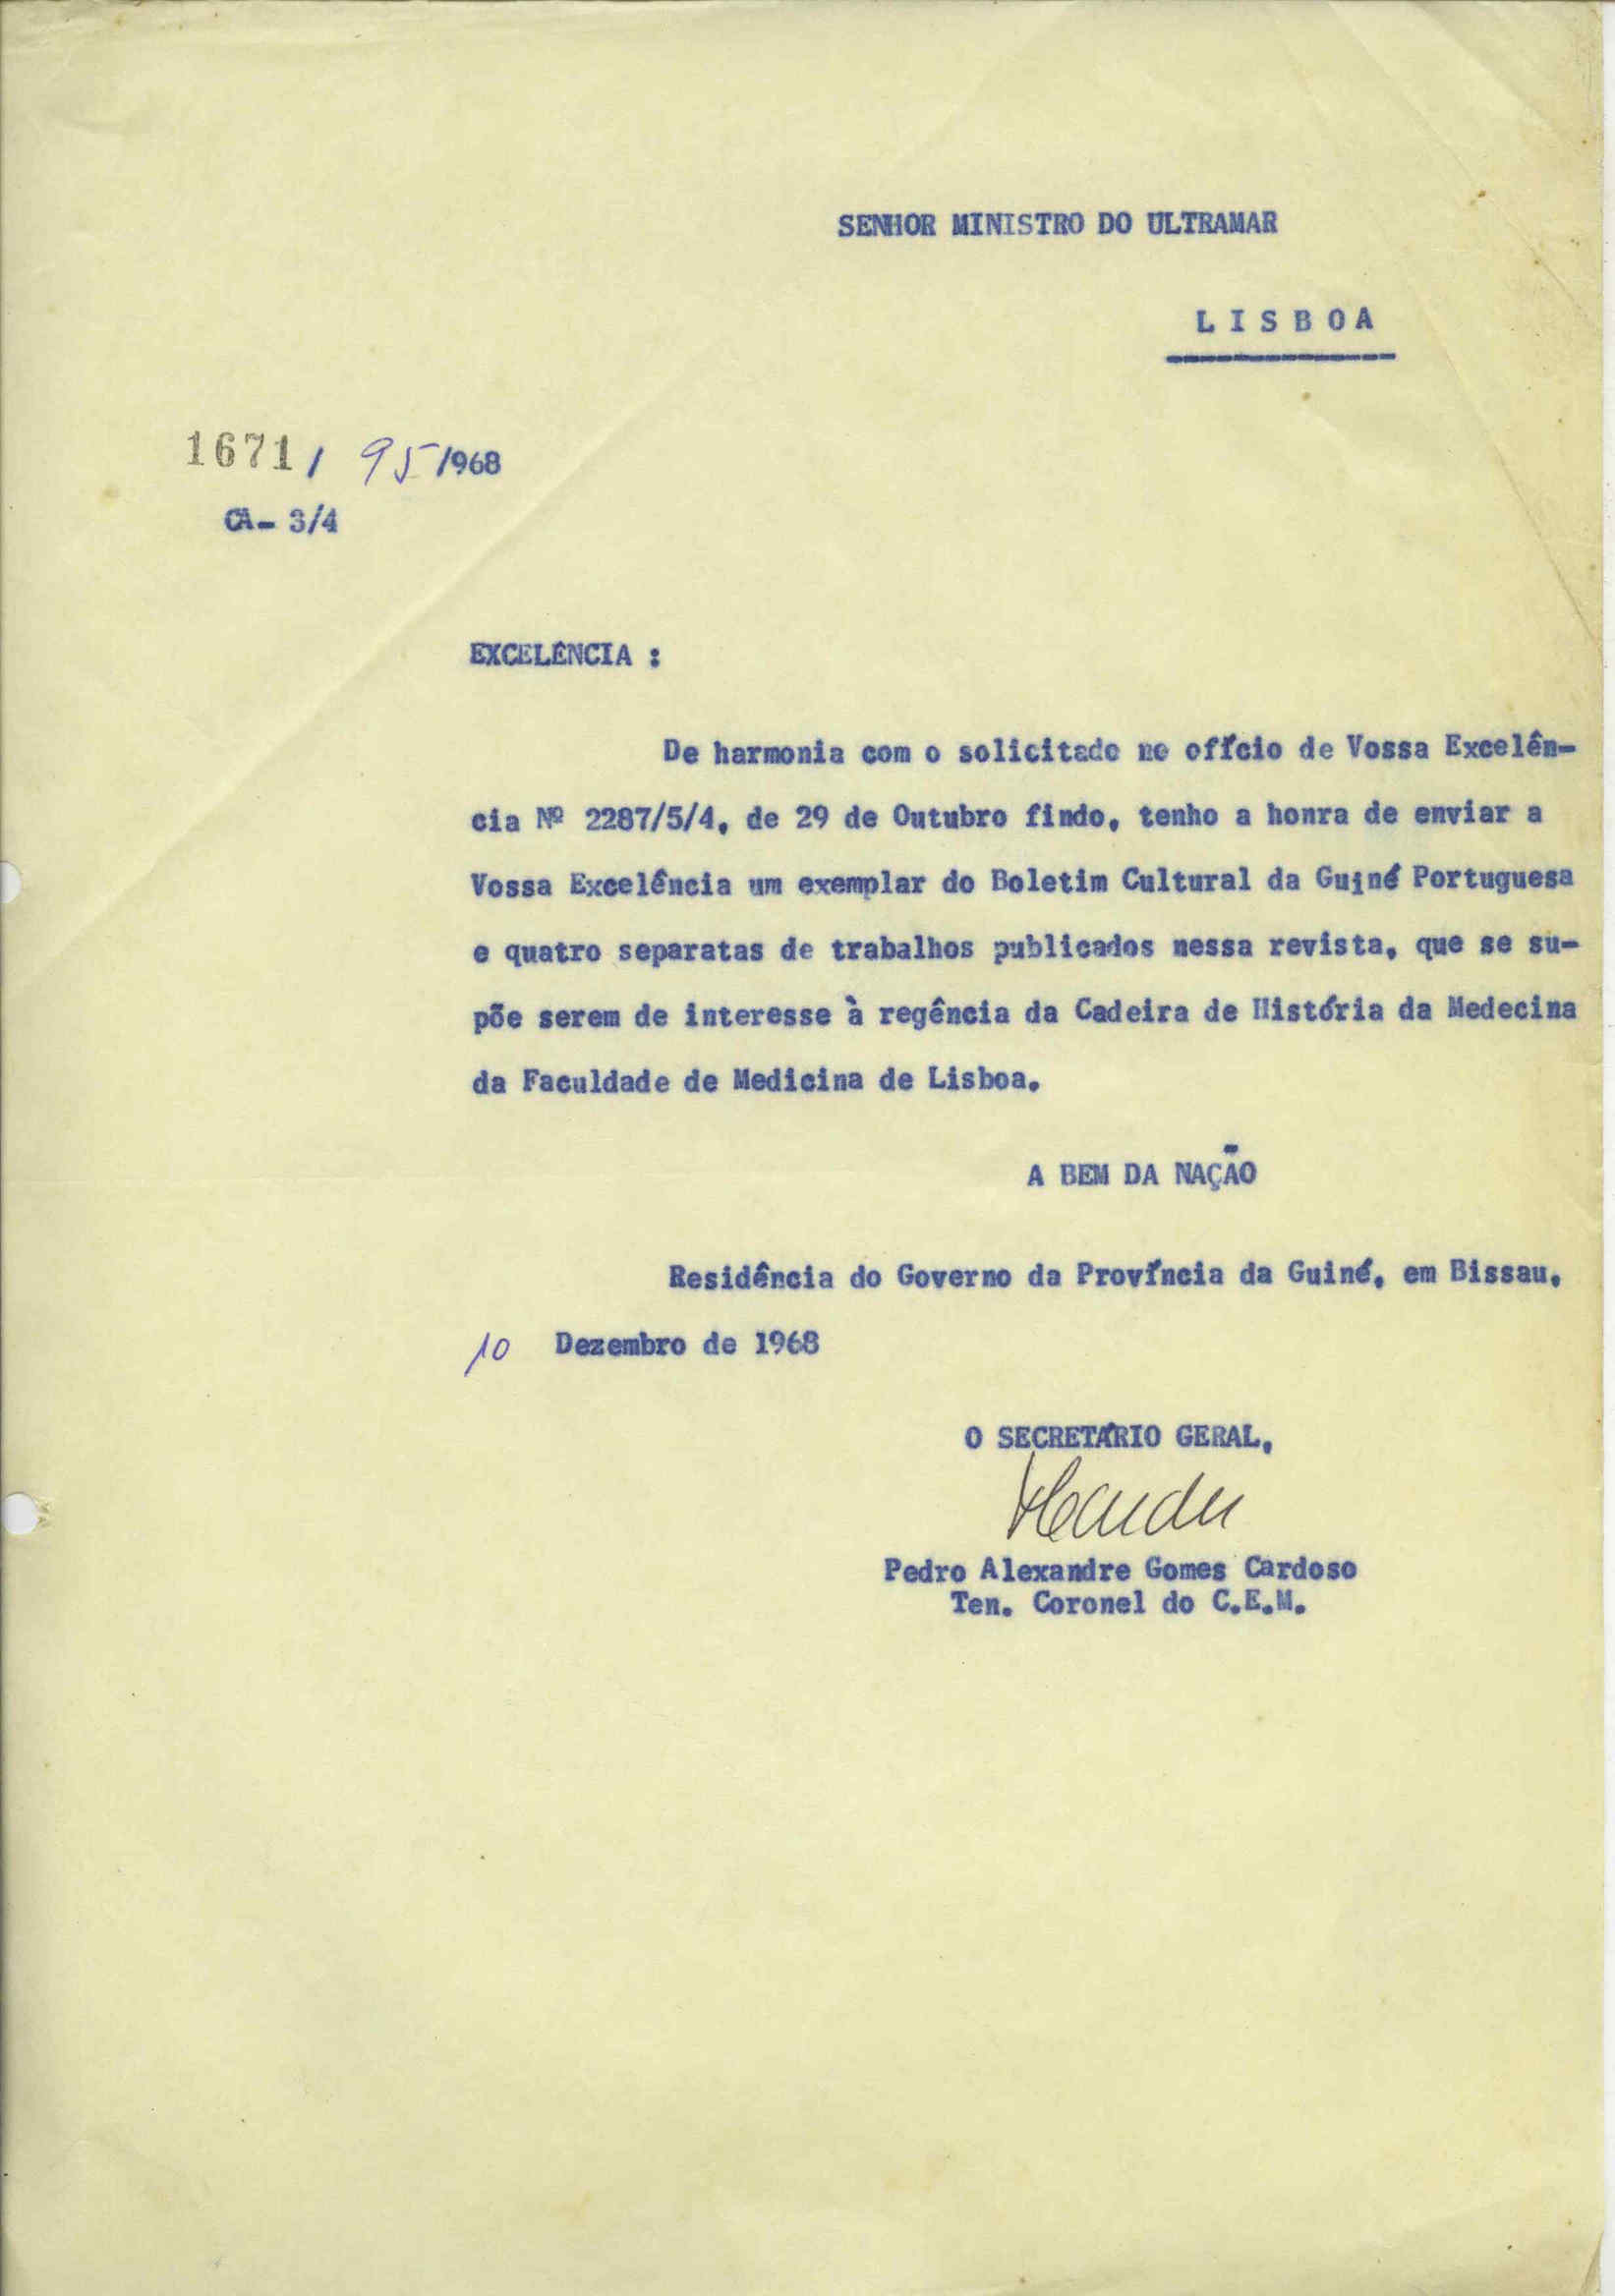 SENHOR MINISTRO DO ULTRAMAR
L I S B O A
1671 / 95 /968
CA- 3/4
EXCELÊNCIA :
De harmonia com o solicitado no ofício de Vossa Excelên-
cia Nº 2287/5/4, de 29 de Outubro findo, tenho a honra de enviar a
Vossa Excelência um exemplar do Boletim Cultural da Guiné Portuguesa
e quatro separatas de trabalhos publicados nessa revista, que se su-
põe serem de interesse à regência da Cadeira de História da Medecina
da Faculdade de Medicina de Lisboa.
A BEM DA NAÇÃO
Residência do Governo da Província da Guiné, em Bissau,
10 Dezembro de 1968
O SECRETÁRIO GERAL,
Pedro Alexandre Gomes Cardoso
Ten. Coronel do C.E.M.